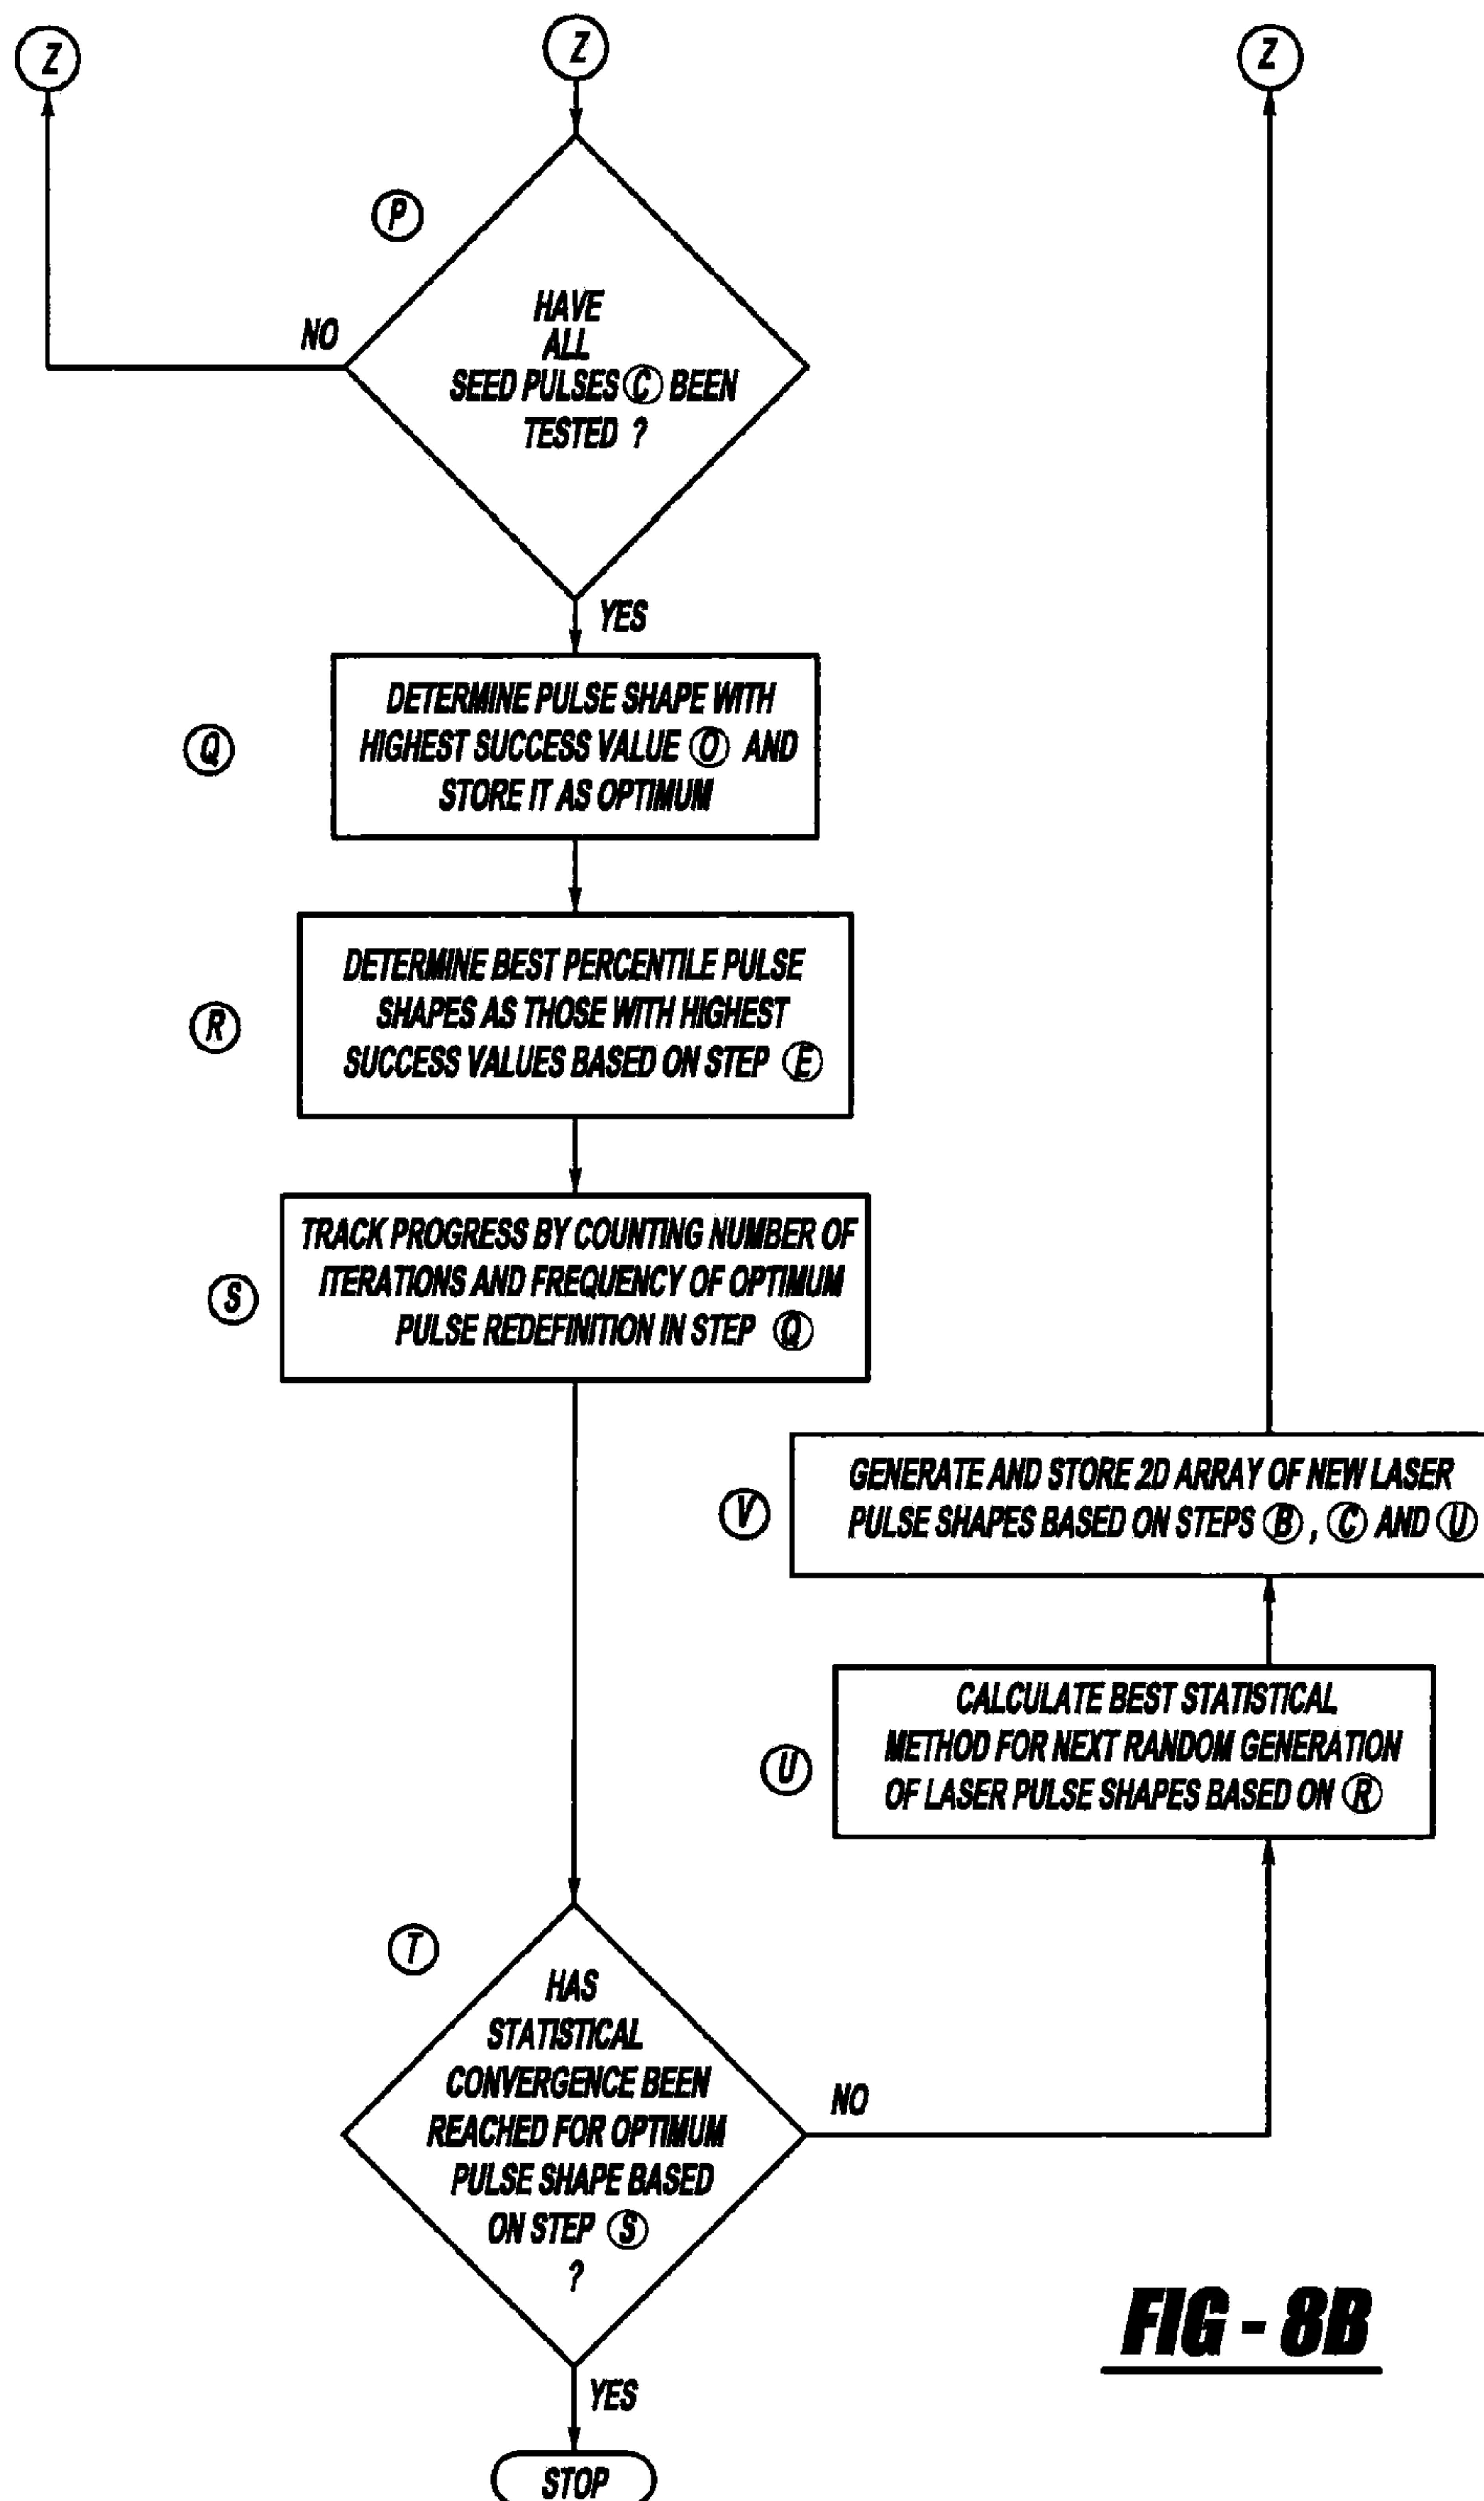 Z
Z
Z
P
NO
HAVE
ALL
SEED PULSES C BEEN
TESTED ?
YES
Q
DETERMINE PULSE SHAPE WITH
HIGHEST SUCCESS VALUE O AND
STORE IT AS OPTIMUM
R
DETERMINE BEST PERCENTILE PULSE
SHAPES AS THOSE WITH HIGHEST
SUCCESS VALUES BASED ON STEP E
S
TRACK PROGRESS BY COUNTING NUMBER OF
ITERATIONS AND FREQUENCY OF OPTIMUM
PULSE REDEFINITION IN STEP Q
V
GENERATE AND STORE 2D ARRAY OF NEW LASER
PULSE SHAPES BASED ON STEPS B , C AND U
U
CALCULATE BEST STATISTICAL
METHOD FOR NEXT RANDOM GENERATION
OF LASER PULSE SHAPES BASED ON R
T
HAS
STATISTICAL
CONVERGENCE BEEN
REACHED FOR OPTIMUM
PULSE SHAPE BASED
ON STEP S
?
NO
YES
STOP
FIG - 8B